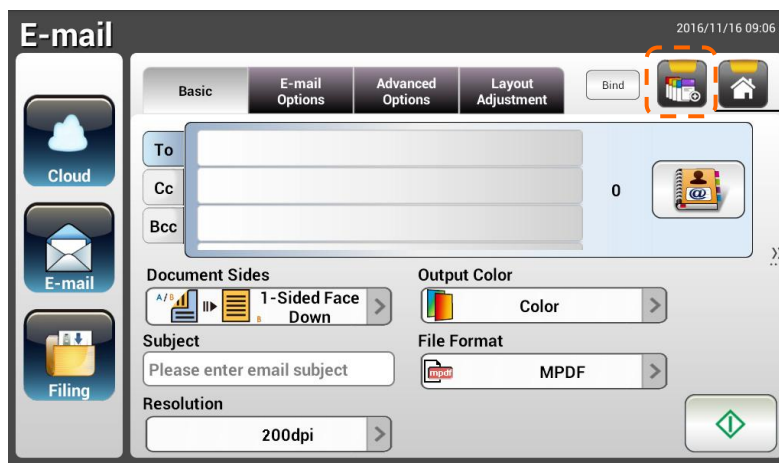 E-mail
2016/11/16 09:06
Basic
E-mail
Options
Advanced
Options
Layout
Adjustment
Bind
Cloud
E-mail
Filing
To
Cc
Bcc
0
@
Document Sides
A/B
B
1-Sided Face
Down
Output Color
Color
Subject
Please enter email subject
File Format
mpdf
MPDF
Resolution
200dpi